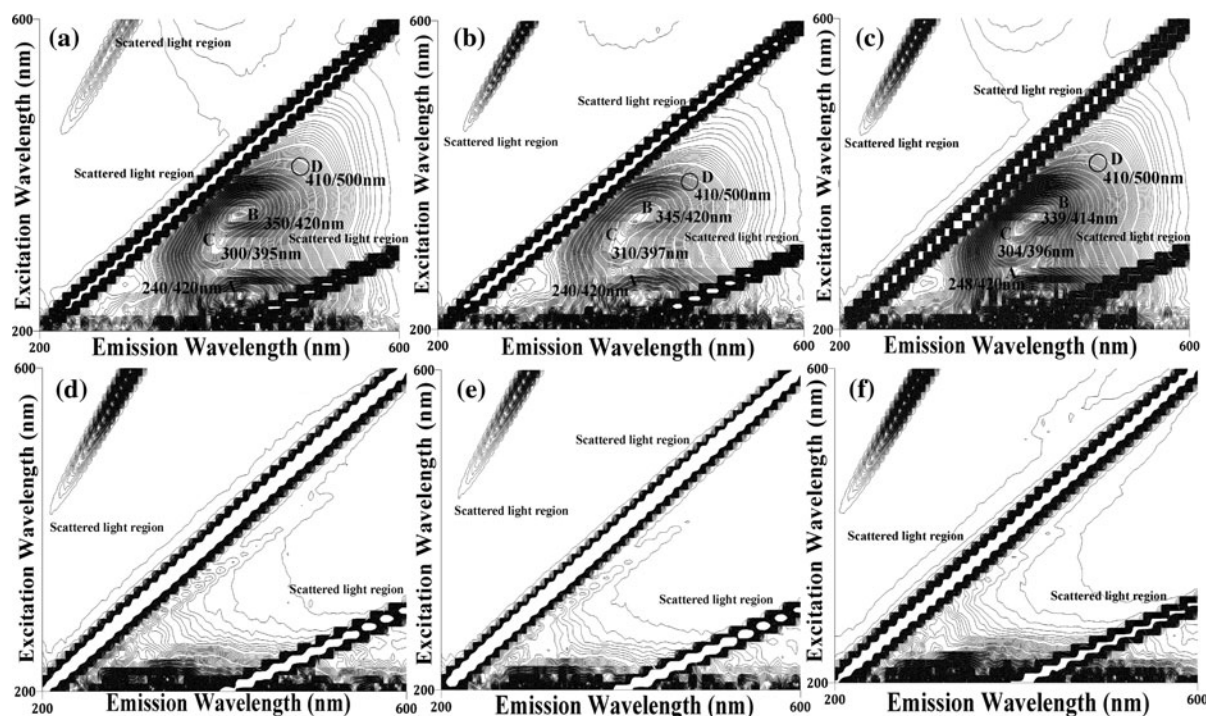 600
(a)
Scattered light region
Scattered light region
D
410/500nm
B
350/420nm
C
Scattered light region
300/395nm
240/420nm
A
200
200
600
Emission Wavelength (nm)
Excitation Wavelength (nm)
600
(b)
Scatterd light region
Scattered light region
D
410/500nm
B
345/420nm
C
Scattered light region
310/397nm
240/420nm
A
200
200
600
Emission Wavelength (nm)
Excitation Wavelength (nm)
600
(c)
Scatterd light region
Scattered light region
D
410/500nm
B
339/414nm
C
Scattered light region
304/396nm
A
248/420nm
200
200
600
Emission Wavelength (nm)
Excitation Wavelength (nm)
600
(d)
Scattered light region
Scattered light region
200
200
600
Emission Wavelength (nm)
Excitation Wavelength (nm)
600
(e)
Scattered light region
Scattered light region
Scattered light region
200
200
600
Emission Wavelength (nm)
Excitation Wavelength (nm)
600
(f)
Scattered light region
Scattered light region
200
200
600
Emission Wavelength (nm)
Excitation Wavelength (nm)